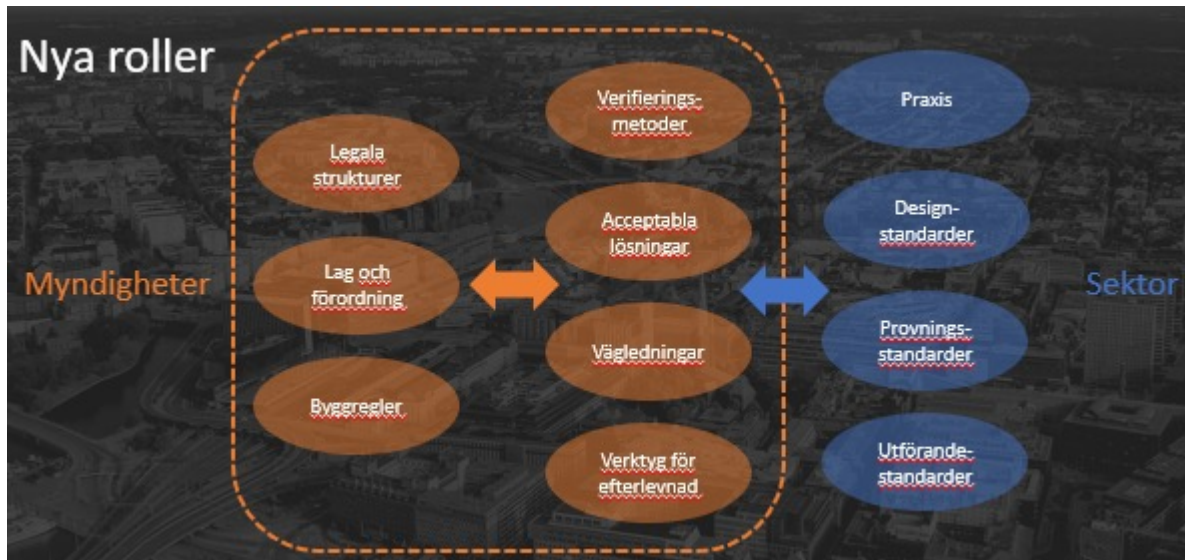 Nya roller
Myndigheter
Legala
strukturer
Lag och
förordning
Byggregler
Verifierings-
metoder
Acceptabla
lösningar
Vägledningar
Verktyg för
efterlevnad
Praxis
Design-
standarder
Provnings-
standarder
Utförande-
standarder
Sektor